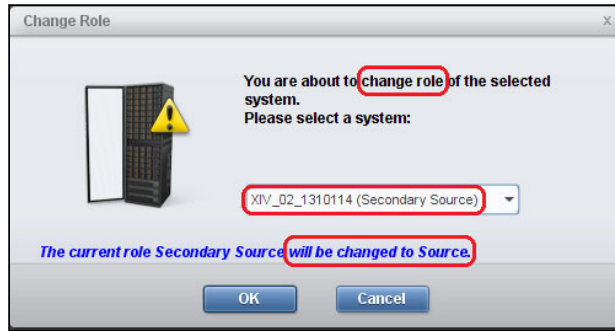 Change Role
x
You are about to change role of the selected
system.
Please select a system:
XIV_02_1310114 (Secondary Source)
The current role Secondary Source will be changed to Source.
OK
Cancel